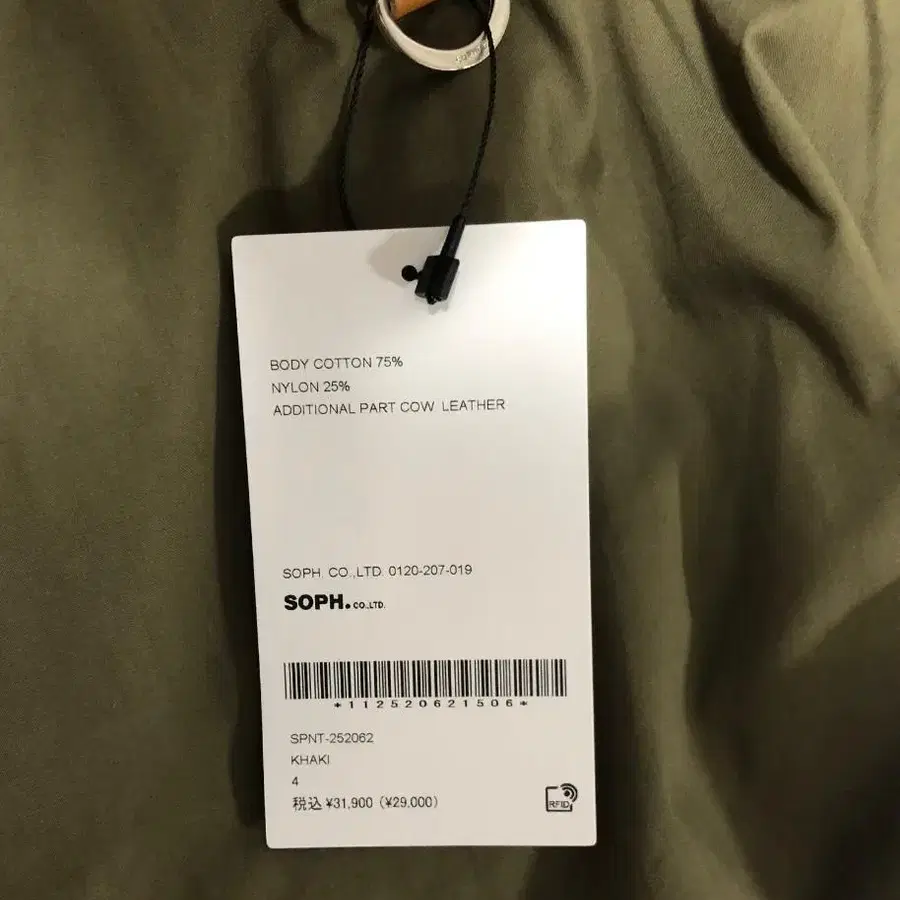 BODY COTTON 75%
NYLON 25%
ADDITIONAL PART COW LEATHER
SOPH. CO.,LTD. 0120-207-019
SOPH. CO.,LTD.
*112520621506*
SPNT-252062
KHAKI
4
税込 ¥31,900 (¥29,000)
RFID